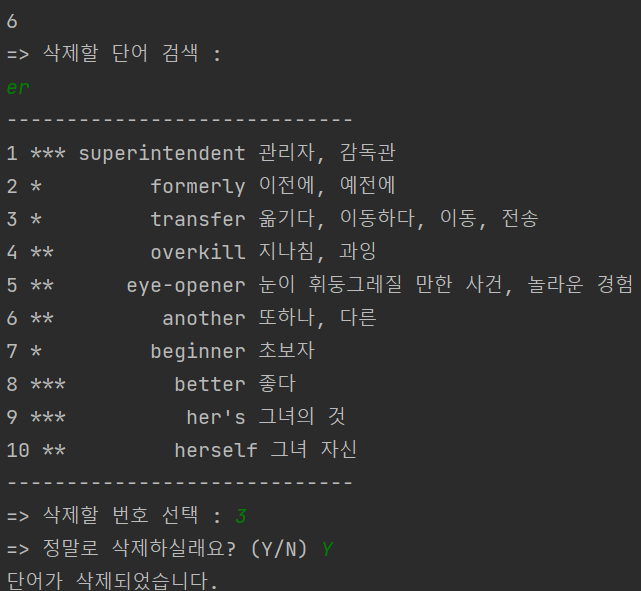 6
=> 삭제할 단어 검색 :
er
-----------------------------
1 *** superintendent 관리자, 감독관
2 *         formerly 이전에, 예전에
3 *         transfer 옮기다, 이동하다, 이동, 전송
4 **        overkill 지나침, 과잉
5 **      eye-opener 눈이 휘둥그레질 만한 사건, 놀라운 경험
6 **         another 또하나, 다른
7 *         beginner 초보자
8 ***         better 좋다
9 ***          her's 그녀의 것
10 **         herself 그녀 자신
-----------------------------
=> 삭제할 번호 선택 : 3
=> 정말로 삭제하실래요? (Y/N) Y
단어가 삭제되었습니다.